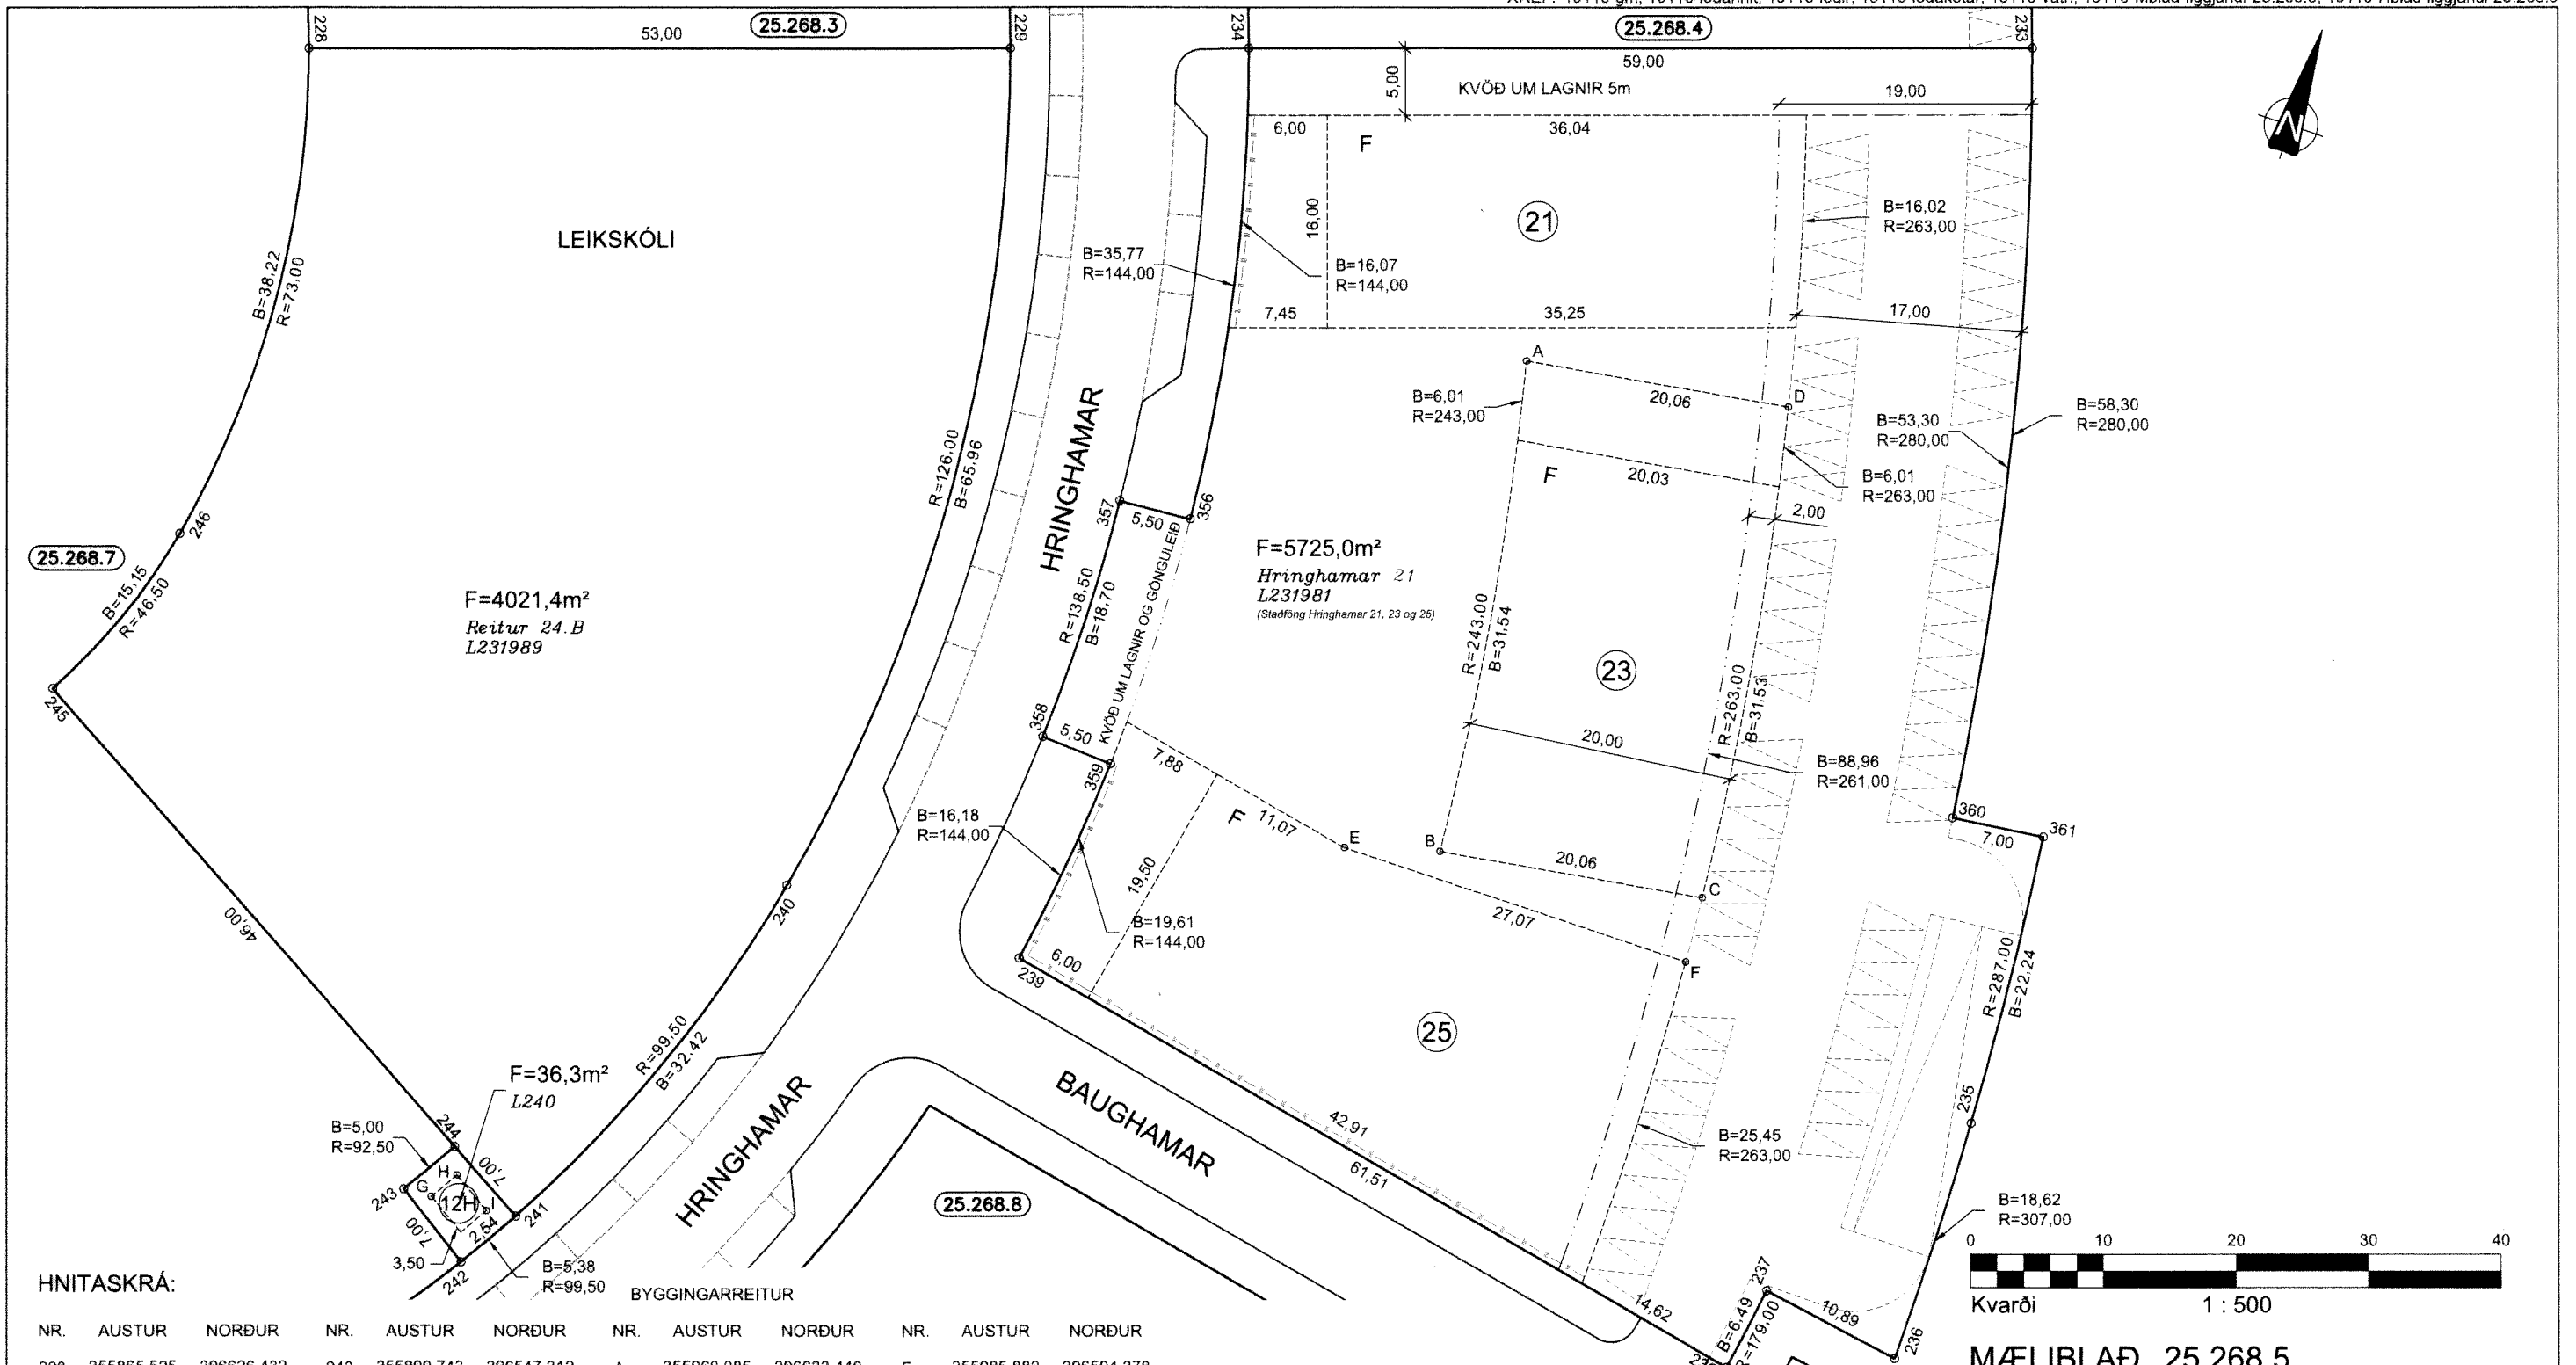 228
53,00
25.268.3
229
234
25.268.4
59,00
233
5,00
KVÖÐ UM LAGNIR 5m
19,00
N
6,00
F
36,04
16,00
21
B=16,02
R=263,00
LEIKSKÓLI
B=35,77
R=144,00
B=16,07
R=144,00
B=38,22
R=73,00
7,45
35,25
17,00
A
B=6,01
R=243,00
20,06
D
B=53,30
R=280,00
B=58,30
R=280,00
HRINGHAMAR
R=126,00
B=65,96
F
20,03
B=6,01
R=263,00
357
5,50
356
2,00
246
25.268.7
B=15,15
R=46,50
F=4021,4m²
Reitur 24.B
L231989
F=5725,0m²
Hringhamar 21
L231981
(Staðföng Hringhamar 21, 23 og 25)
R=138,50
B=18,70
KVÖÐ UM LAGNIR OG GÖNGULEIÐ
R=243,00
B=31,54
23
R=263,00
B=31,53
245
358
5,50
359
7,88
20,00
B=88,96
R=261,00
B=16,18
R=144,00
F
11,07
E
B
20,06
C
360
7,00
361
19,50
240
46,00
B=19,61
R=144,00
27,07
6,00
239
F
R=287,00
B=22,24
25
R=99,50
B=32,42
F=36,3m²
L240
BAUGHAMAR
HRINGHAMAR
42,91
61,51
235
B=25,45
R=263,00
244
B=5,00
R=92,50
7,00
H
G
12H
I
243
7,00
2,54
241
3,50
242
B=5,38
R=99,50
25.268.8
B=18,62
R=307,00
0 10 20 30 40
Kvarði 1 : 500
237
10,89
236
14,62
B=6,49
R=179,00
HNITASKRÁ:
BYGGINGARREITUR
NR. AUSTUR NORÐUR NR. AUSTUR NORÐUR NR. AUSTUR NORÐUR NR. AUSTUR NORÐUR
MÆLIBLAÐ 25.268.5